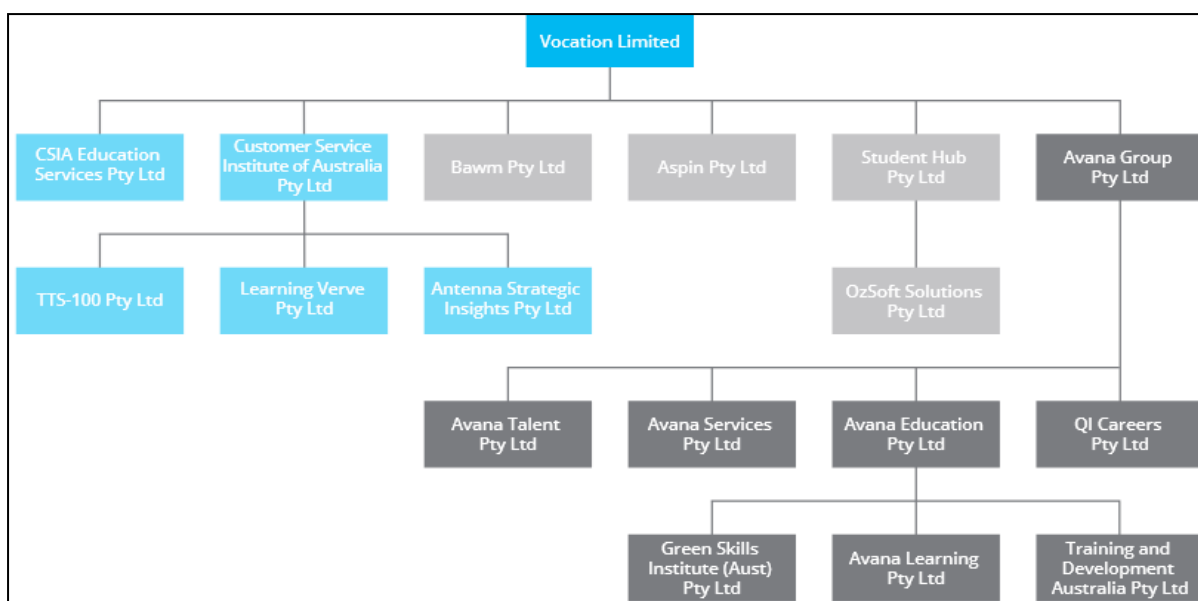 Vocation Limited
CSIA Education
Services Pty Ltd
Customer Service
Institute of Australia
Pty Ltd
Bawm Pty Ltd
Aspin Pty Ltd
Student Hub
Pty Ltd
Avana Group
Pty Ltd
TTS-100 Pty Ltd
Learning Verve
Pty Ltd
Antenna Strategic
Insights Pty Ltd
OzSoft Solutions
Pty Ltd
Avana Talent
Pty Ltd
Avana Services
Pty Ltd
Avana Education
Pty Ltd
QI Careers
Pty Ltd
Green Skills
Institute (Aust)
Pty Ltd
Avana Learning
Pty Ltd
Training and
Development
Australia Pty Ltd